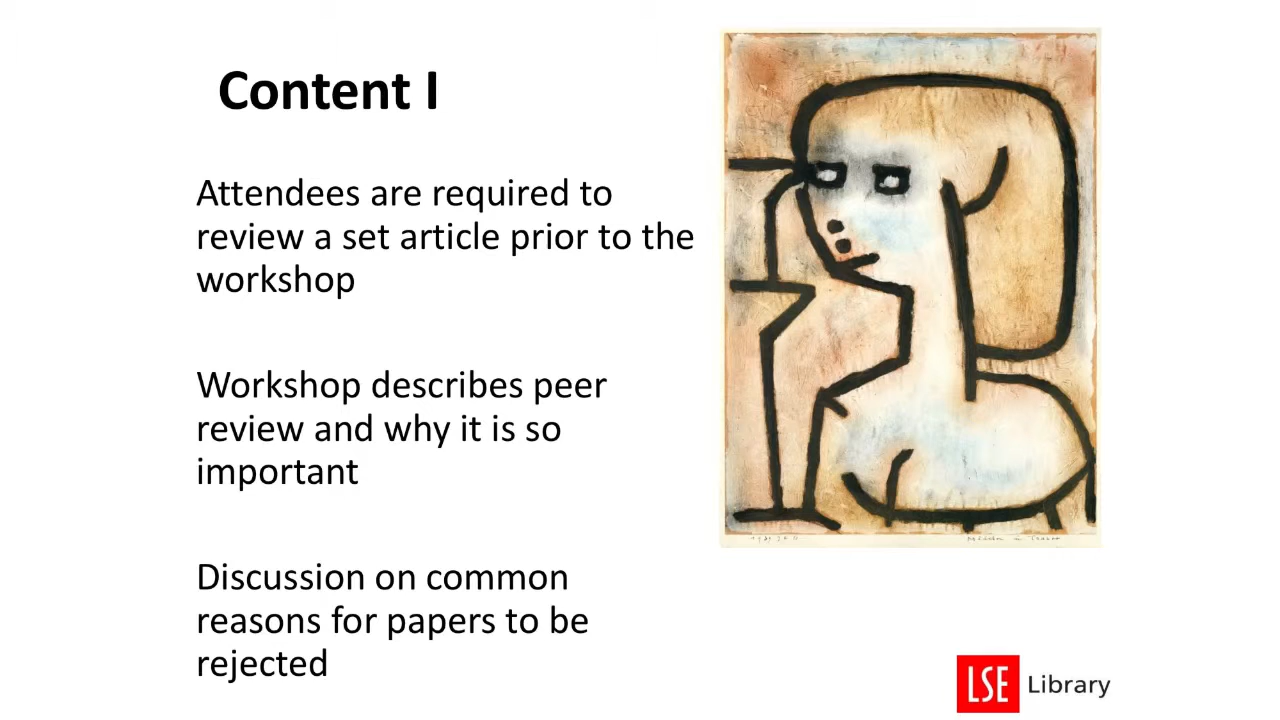 Content I
Attendees are required to
review a set article prior to the
workshop
Workshop describes peer
review and why it is so
important
Discussion on common
reasons for papers to be
rejected
LSE Library